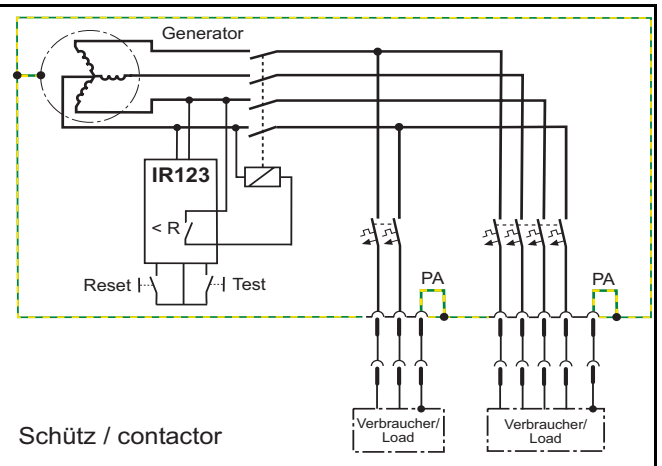 Generator
IR123
< R
Reset
Test
PA
PA
Verbraucher/
Load
Verbraucher/
Load
Schütz / contactor